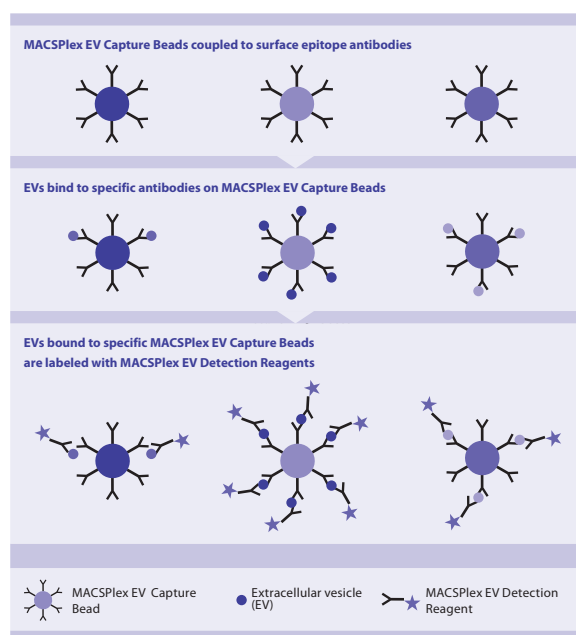 MACSPlex EV Capture Beads coupled to surface epitope antibodies
EVs bind to specific antibodies on MACSPlex EV Capture Beads
EVs bound to specific MACSPlex EV Capture Beads
are labeled with MACSPlex EV Detection Reagents
MACSPlex EV Capture
Bead
Extracellular vesicle
(EV)
MACSPlex EV Detection
Reagent